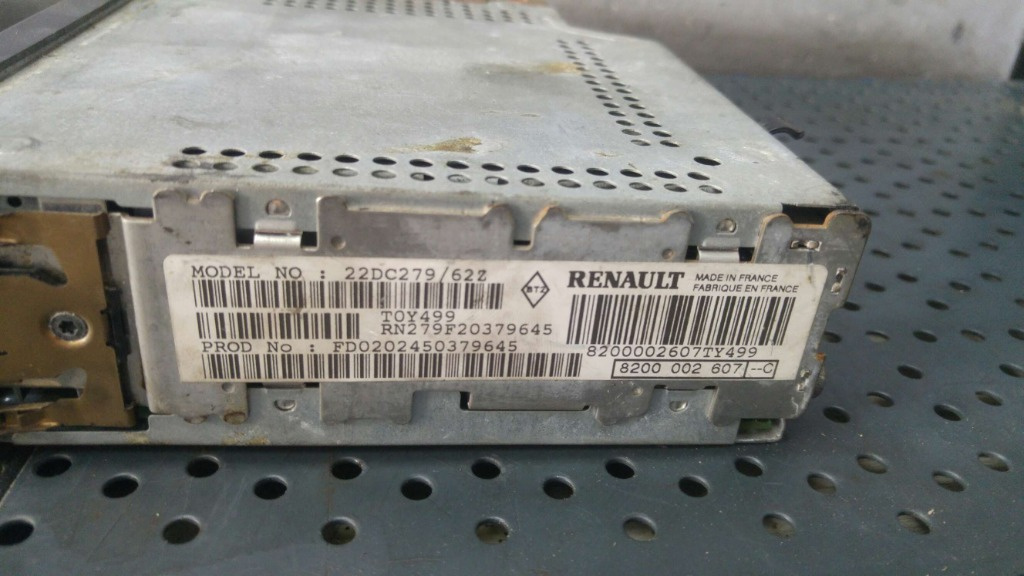 MODEL NO : 22DC279/62Z
RENAULT
MADE IN FRANCE
FABRIQUE EN FRANCE
T0Y499
RN279F20379645
PROD No : FD0202450379645
8200002607TY499
8200 002 607 --C